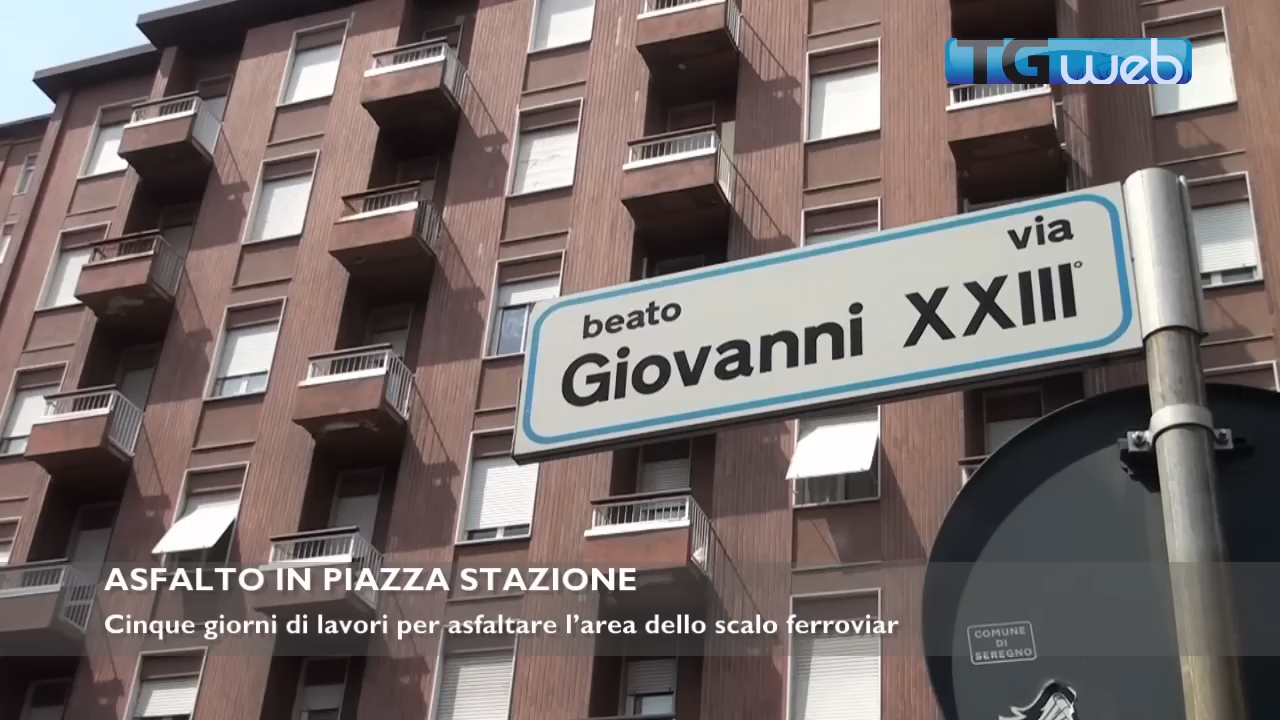 TGweb
via
beato
Giovanni XXIII°
ASFALTO IN PIAZZA STAZIONE
Cinque giorni di lavori per asfaltare l'area dello scalo ferroviar
COMUNE
DI
SEREGNO